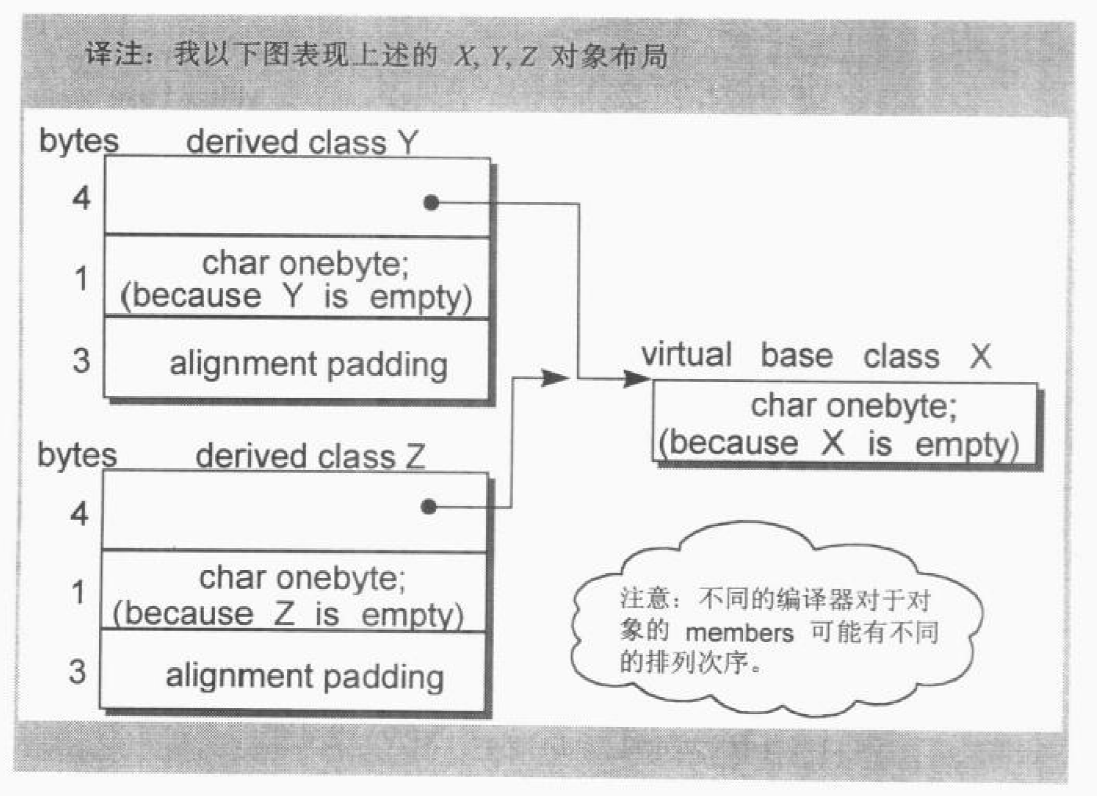 译注：我以下图表现上述的 X, Y, Z 对象布局
bytes derived class Y
4
1 char onebyte;
(because Y is empty)
3 alignment padding
virtual base class X
char onebyte;
(because X is empty)
bytes derived class Z
4
1 char onebyte;
(because Z is empty)
3 alignment padding
注意：不同的编译器对于对
象的 members 可能有不同
的排列次序。